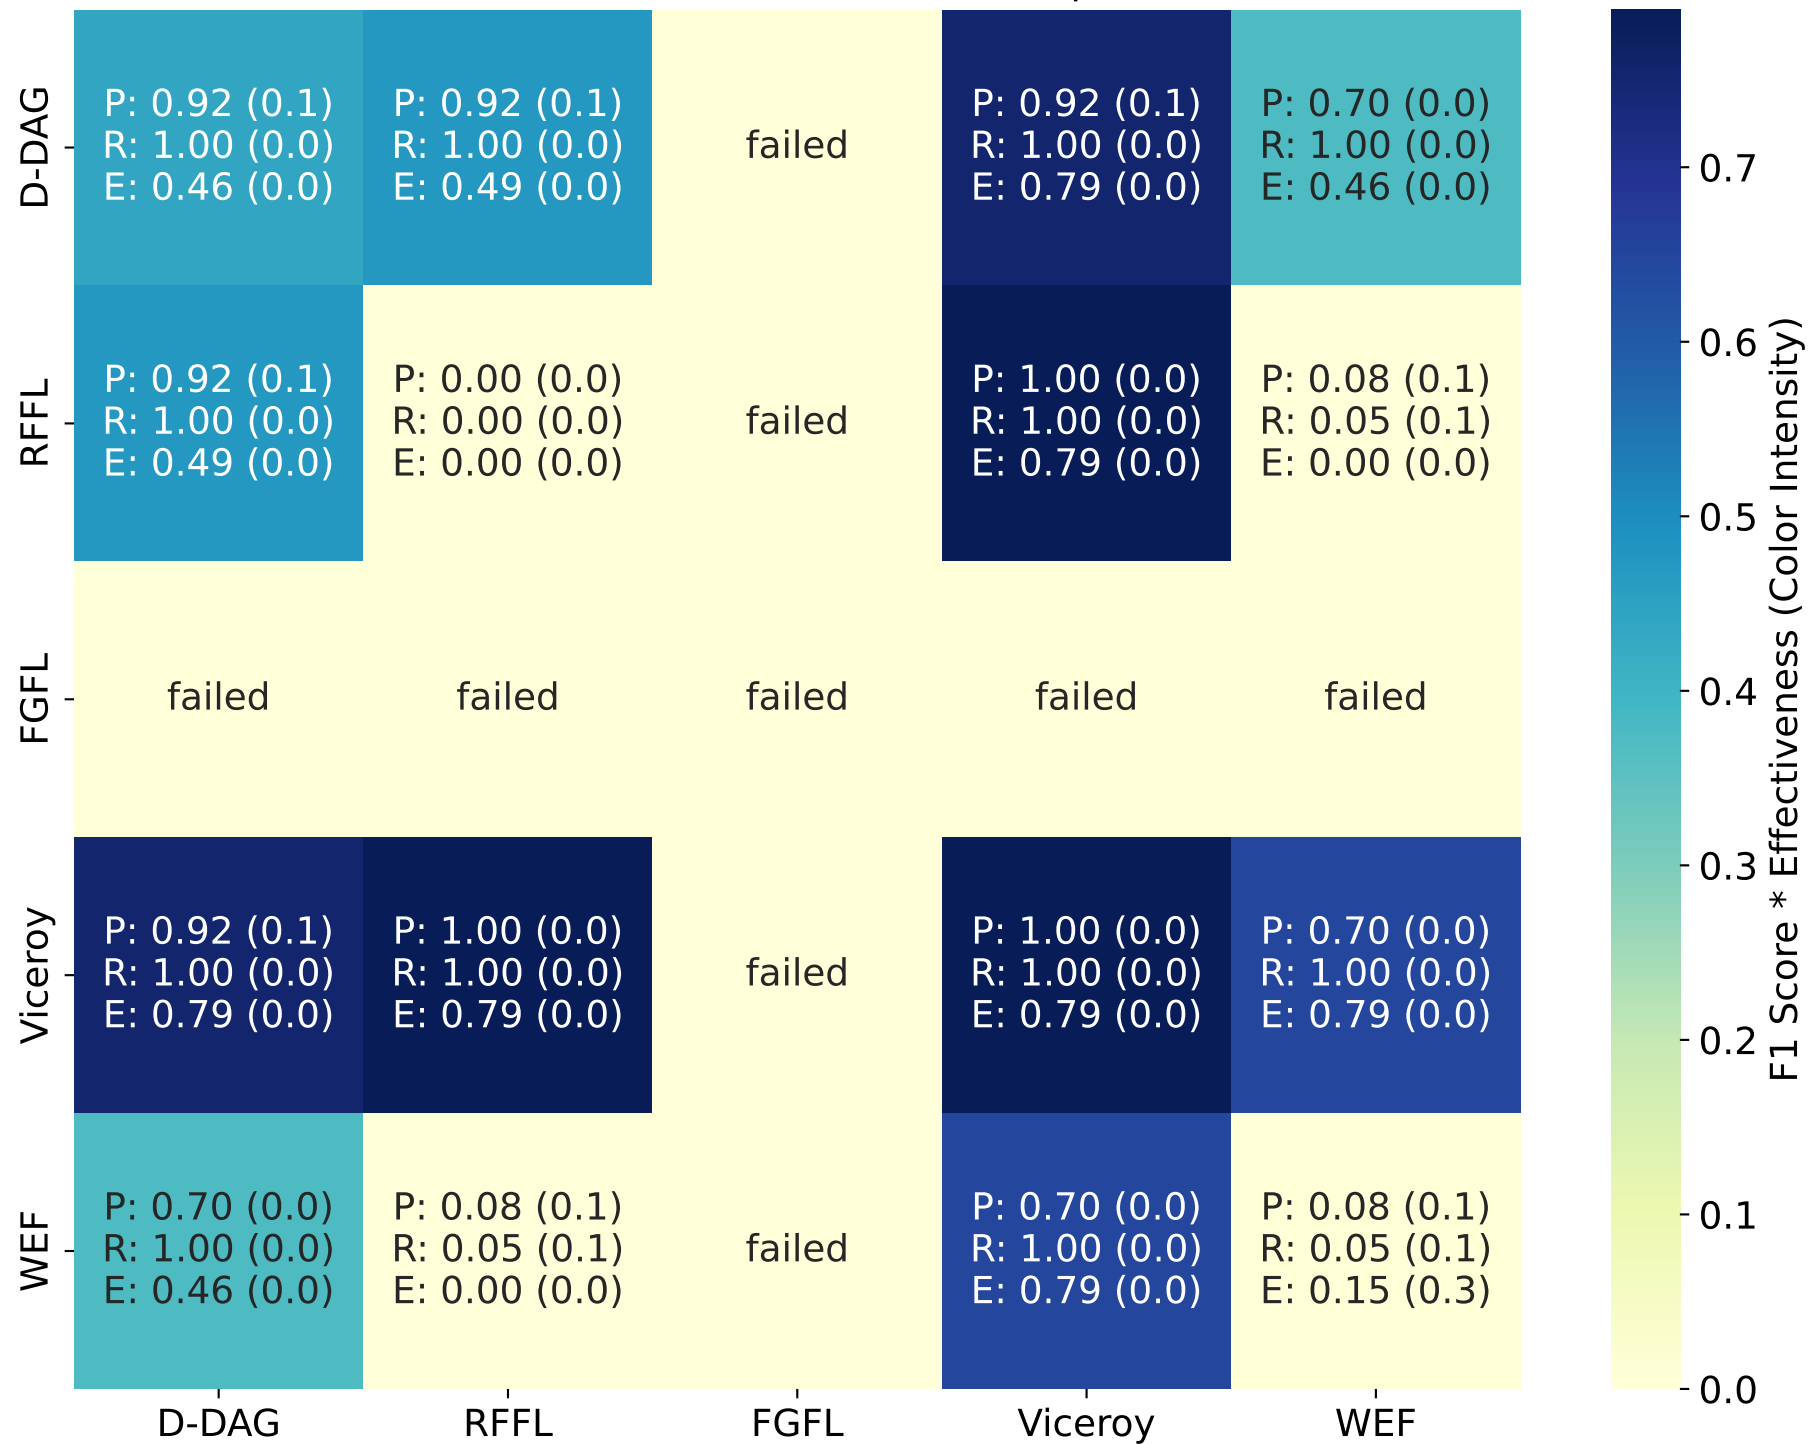 D-DAG
P: 0.92 (0.1)
R: 1.00 (0.0)
E: 0.46 (0.0)
P: 0.92 (0.1)
R: 1.00 (0.0)
E: 0.49 (0.0)
failed
P: 0.92 (0.1)
R: 1.00 (0.0)
E: 0.79 (0.0)
P: 0.70 (0.0)
R: 1.00 (0.0)
E: 0.46 (0.0)
RFFL
P: 0.92 (0.1)
R: 1.00 (0.0)
E: 0.49 (0.0)
P: 0.00 (0.0)
R: 0.00 (0.0)
E: 0.00 (0.0)
failed
P: 1.00 (0.0)
R: 1.00 (0.0)
E: 0.79 (0.0)
P: 0.08 (0.1)
R: 0.05 (0.1)
E: 0.00 (0.0)
FGFL
failed
failed
failed
failed
failed
Viceroy
P: 0.92 (0.1)
R: 1.00 (0.0)
E: 0.79 (0.0)
P: 1.00 (0.0)
R: 1.00 (0.0)
E: 0.79 (0.0)
failed
P: 1.00 (0.0)
R: 1.00 (0.0)
E: 0.79 (0.0)
P: 0.70 (0.0)
R: 1.00 (0.0)
E: 0.79 (0.0)
WEF
P: 0.70 (0.0)
R: 1.00 (0.0)
E: 0.46 (0.0)
P: 0.08 (0.1)
R: 0.05 (0.1)
E: 0.00 (0.0)
failed
P: 0.70 (0.0)
R: 1.00 (0.0)
E: 0.79 (0.0)
P: 0.08 (0.1)
R: 0.05 (0.1)
E: 0.15 (0.3)
D-DAG
RFFL
FGFL
Viceroy
WEF
0.7
0.6
0.5
0.4
0.3
0.2
0.1
0.0
F1 Score * Effectiveness (Color Intensity)